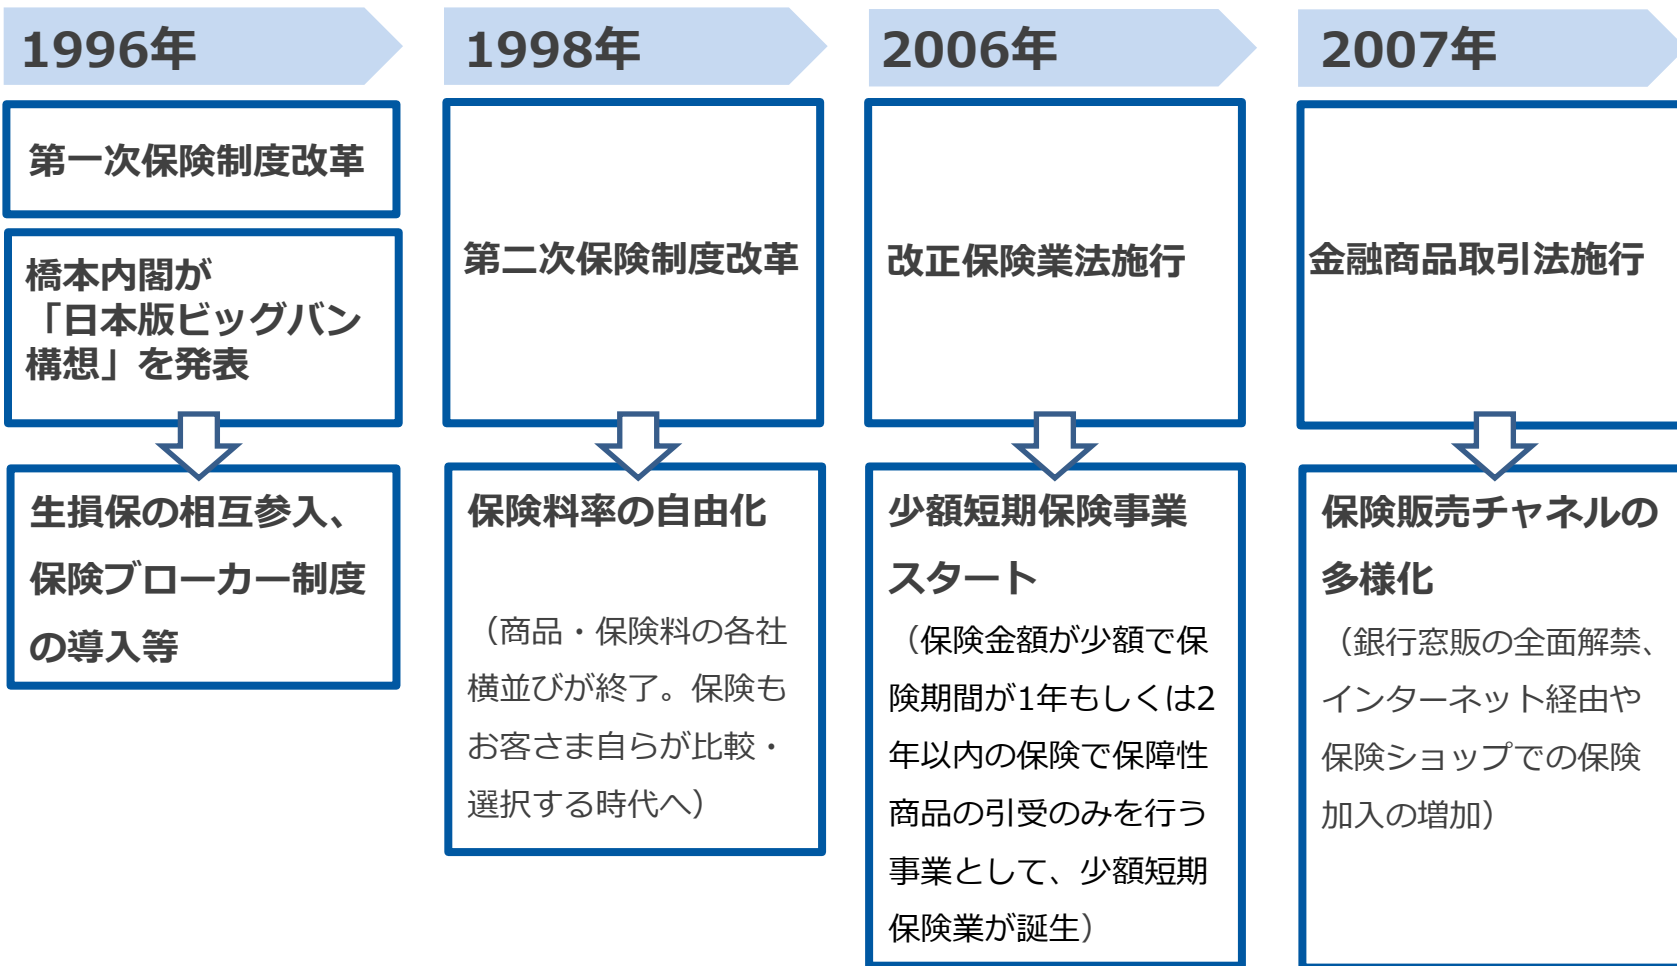 1996年
第一次保険制度改革
橋本内閣が
「日本版ビッグバン
構想」を発表
生損保の相互参入、
保険ブローカー制度
の導入等
1998年
第二次保険制度改革
保険料率の自由化
（商品・保険料の各社
横並びが終了。保険も
お客さま自らが比較・
選択する時代へ）
2006年
改正保険業法施行
少額短期保険事業
スタート
（保険金額が少額で保
険期間が1年もしくは2
年以内の保険で保障性
商品の引受のみを行う
事業として、少額短期
保険業が誕生）
2007年
金融商品取引法施行
保険販売チャネルの
多様化
（銀行窓販の全面解禁、
インターネット経由や
保険ショップでの保険
加入の増加）